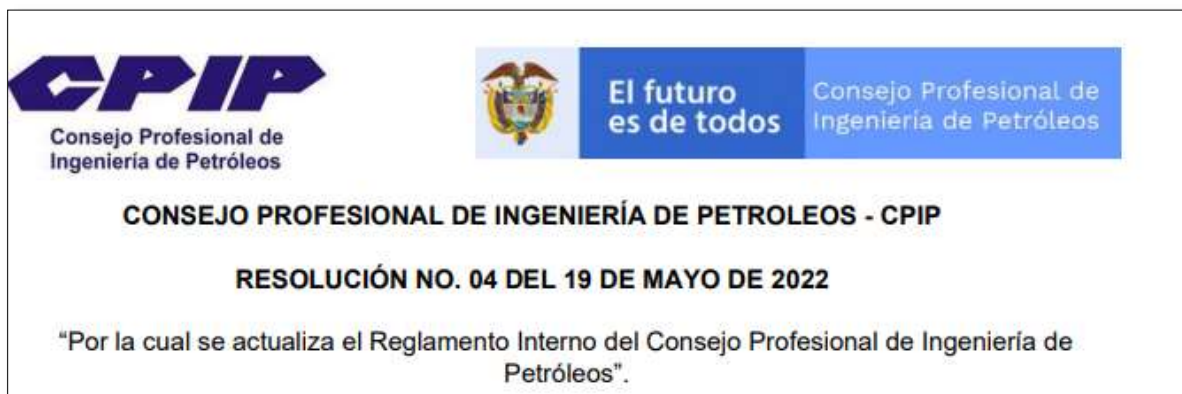 CPIP
Consejo Profesional de
Ingeniería de Petróleos
El futuro
es de todos
Consejo Profesional de
Ingeniería de Petróleos
CONSEJO PROFESIONAL DE INGENIERÍA DE PETROLEOS - CPIP
RESOLUCIÓN NO. 04 DEL 19 DE MAYO DE 2022
“Por la cual se actualiza el Reglamento Interno del Consejo Profesional de Ingeniería de
Petróleos”.